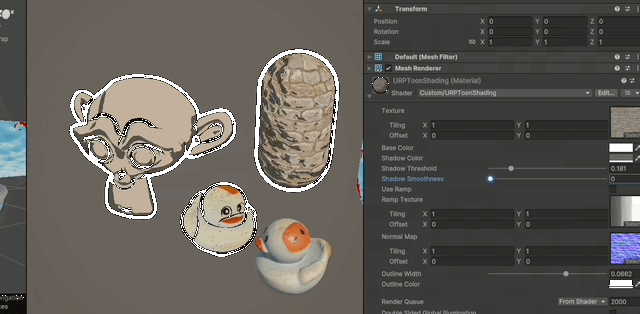 Transform
Position X 0 Y 0 Z 0
Rotation X 0 Y 0 Z 0
Scale X 1 Y 1 Z 1
Default (Mesh Filter)
Mesh Renderer
URPToonShading (Material)
Shader Custom/URPToonShading Edit...
Texture
Tiling X 1 Y 1
Offset X 0 Y 0
Base Color
Shadow Color
Shadow Threshold 0.181
Shadow Smoothness 0
Use Ramp
Ramp Texture
Tiling X 1 Y 1
Offset X 0 Y 0
Normal Map
Tiling X 1 Y 1
Offset X 0 Y 0
Outline Width 0.0662
Outline Color
Render Queue From Shader 2000
Double Sided Global Illumination